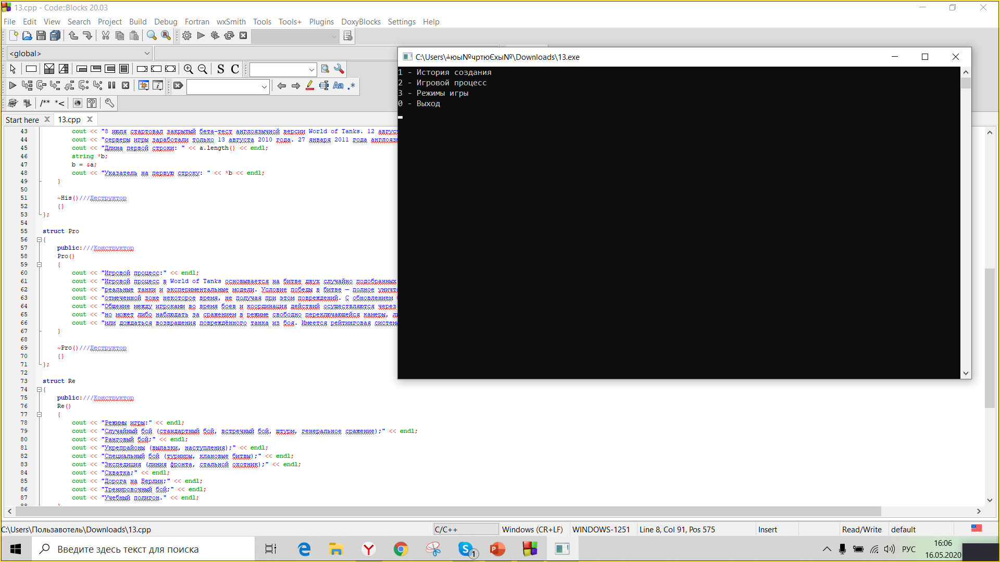 13.cpp - Code::Blocks 20.03
File Edit View Search Project Build Debug Fortran wxSmith Tools Tools+ Plugins DoxyBlocks Settings Help
<global>
S C
/** *<
Start here 13.cpp
43 cout << "8 июля стартовал закрытый бета-тест англоязычной версии World of Tanks. 12 авгус
44 cout << "серверы игры заработали только 13 августа 2010 года. 27 января 2011 года англояз
45 cout << "Длина первой строки: " << a.length() << endl;
46 string *b;
47 b = &a;
48 cout << "Указатель на первую строку: " << *b << endl;
49 }
50
51 ~His()///Деструктор
52 {}
53 };
54
55 struct Pro
56 {
57 public:///Конструктор
58 Pro()
59 {
60 cout << "Игровой процесс:" << endl;
61 cout << "Игровой процесс в World of Tanks основывается на битве двух случайно подобранных
62 cout << "реальные танки и экспериментальные модели. Условие победы в битве — полное уничто
63 cout << "отмеченной зоне некоторое время, не получая при этом повреждений. С обновлением
64 cout << "Общение между игроками во время боев и координация действий осуществляются через
65 cout << "но может либо наблюдать за сражением в режиме свободно переключающейся камеры, ли
66 cout << "или дождаться возвращения повреждённого танка из боя. Имеется рейтинговая система
67 }
68
69 ~Pro()///Деструктор
70 {}
71 };
72
73 struct Re
74 {
75 public:///Конструктор
76 Re()
77 {
78 cout << "Режимы игры:" << endl;
79 cout << "Случайный бой (стандартный бой, встречный бой, штурм, генеральное сражение);" << endl;
80 cout << "Ранговый бой;" << endl;
81 cout << "Укрепрайоны (вылазки, наступления);" << endl;
82 cout << "Специальный бой (турниры, клановые битвы);" << endl;
83 cout << "Экспедиция (линия фронта, стальной охотник);" << endl;
84 cout << "Схватка;" << endl;
85 cout << "Дорога на Берлин;" << endl;
86 cout << "Тренировочный бой;" << endl;
87 cout << "Учебный полигон." << endl;
C:\Users\╧юы№чртюЄхы№\Downloads\13.exe
1 - История создания
2 - Игровой процесс
3 - Режимы игры
0 - Выход
C:\Users\Пользавотель\Downloads\13.cpp C/C++ Windows (CR+LF) WINDOWS-1251 Line 8, Col 91, Pos 575 Insert Read/Write default
Введите здесь текст для поиска
РУС
16:06
16.05.2020